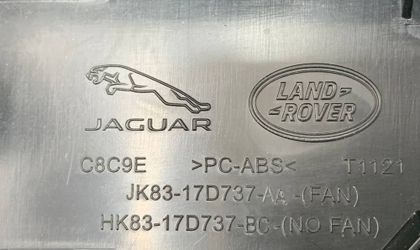 JAGUAR
LAND
ROVER
C8C9E >PC-ABS< T1121
JK83-17D737-AA -(FAN)
HK83-17D737-BC-(NO FAN)